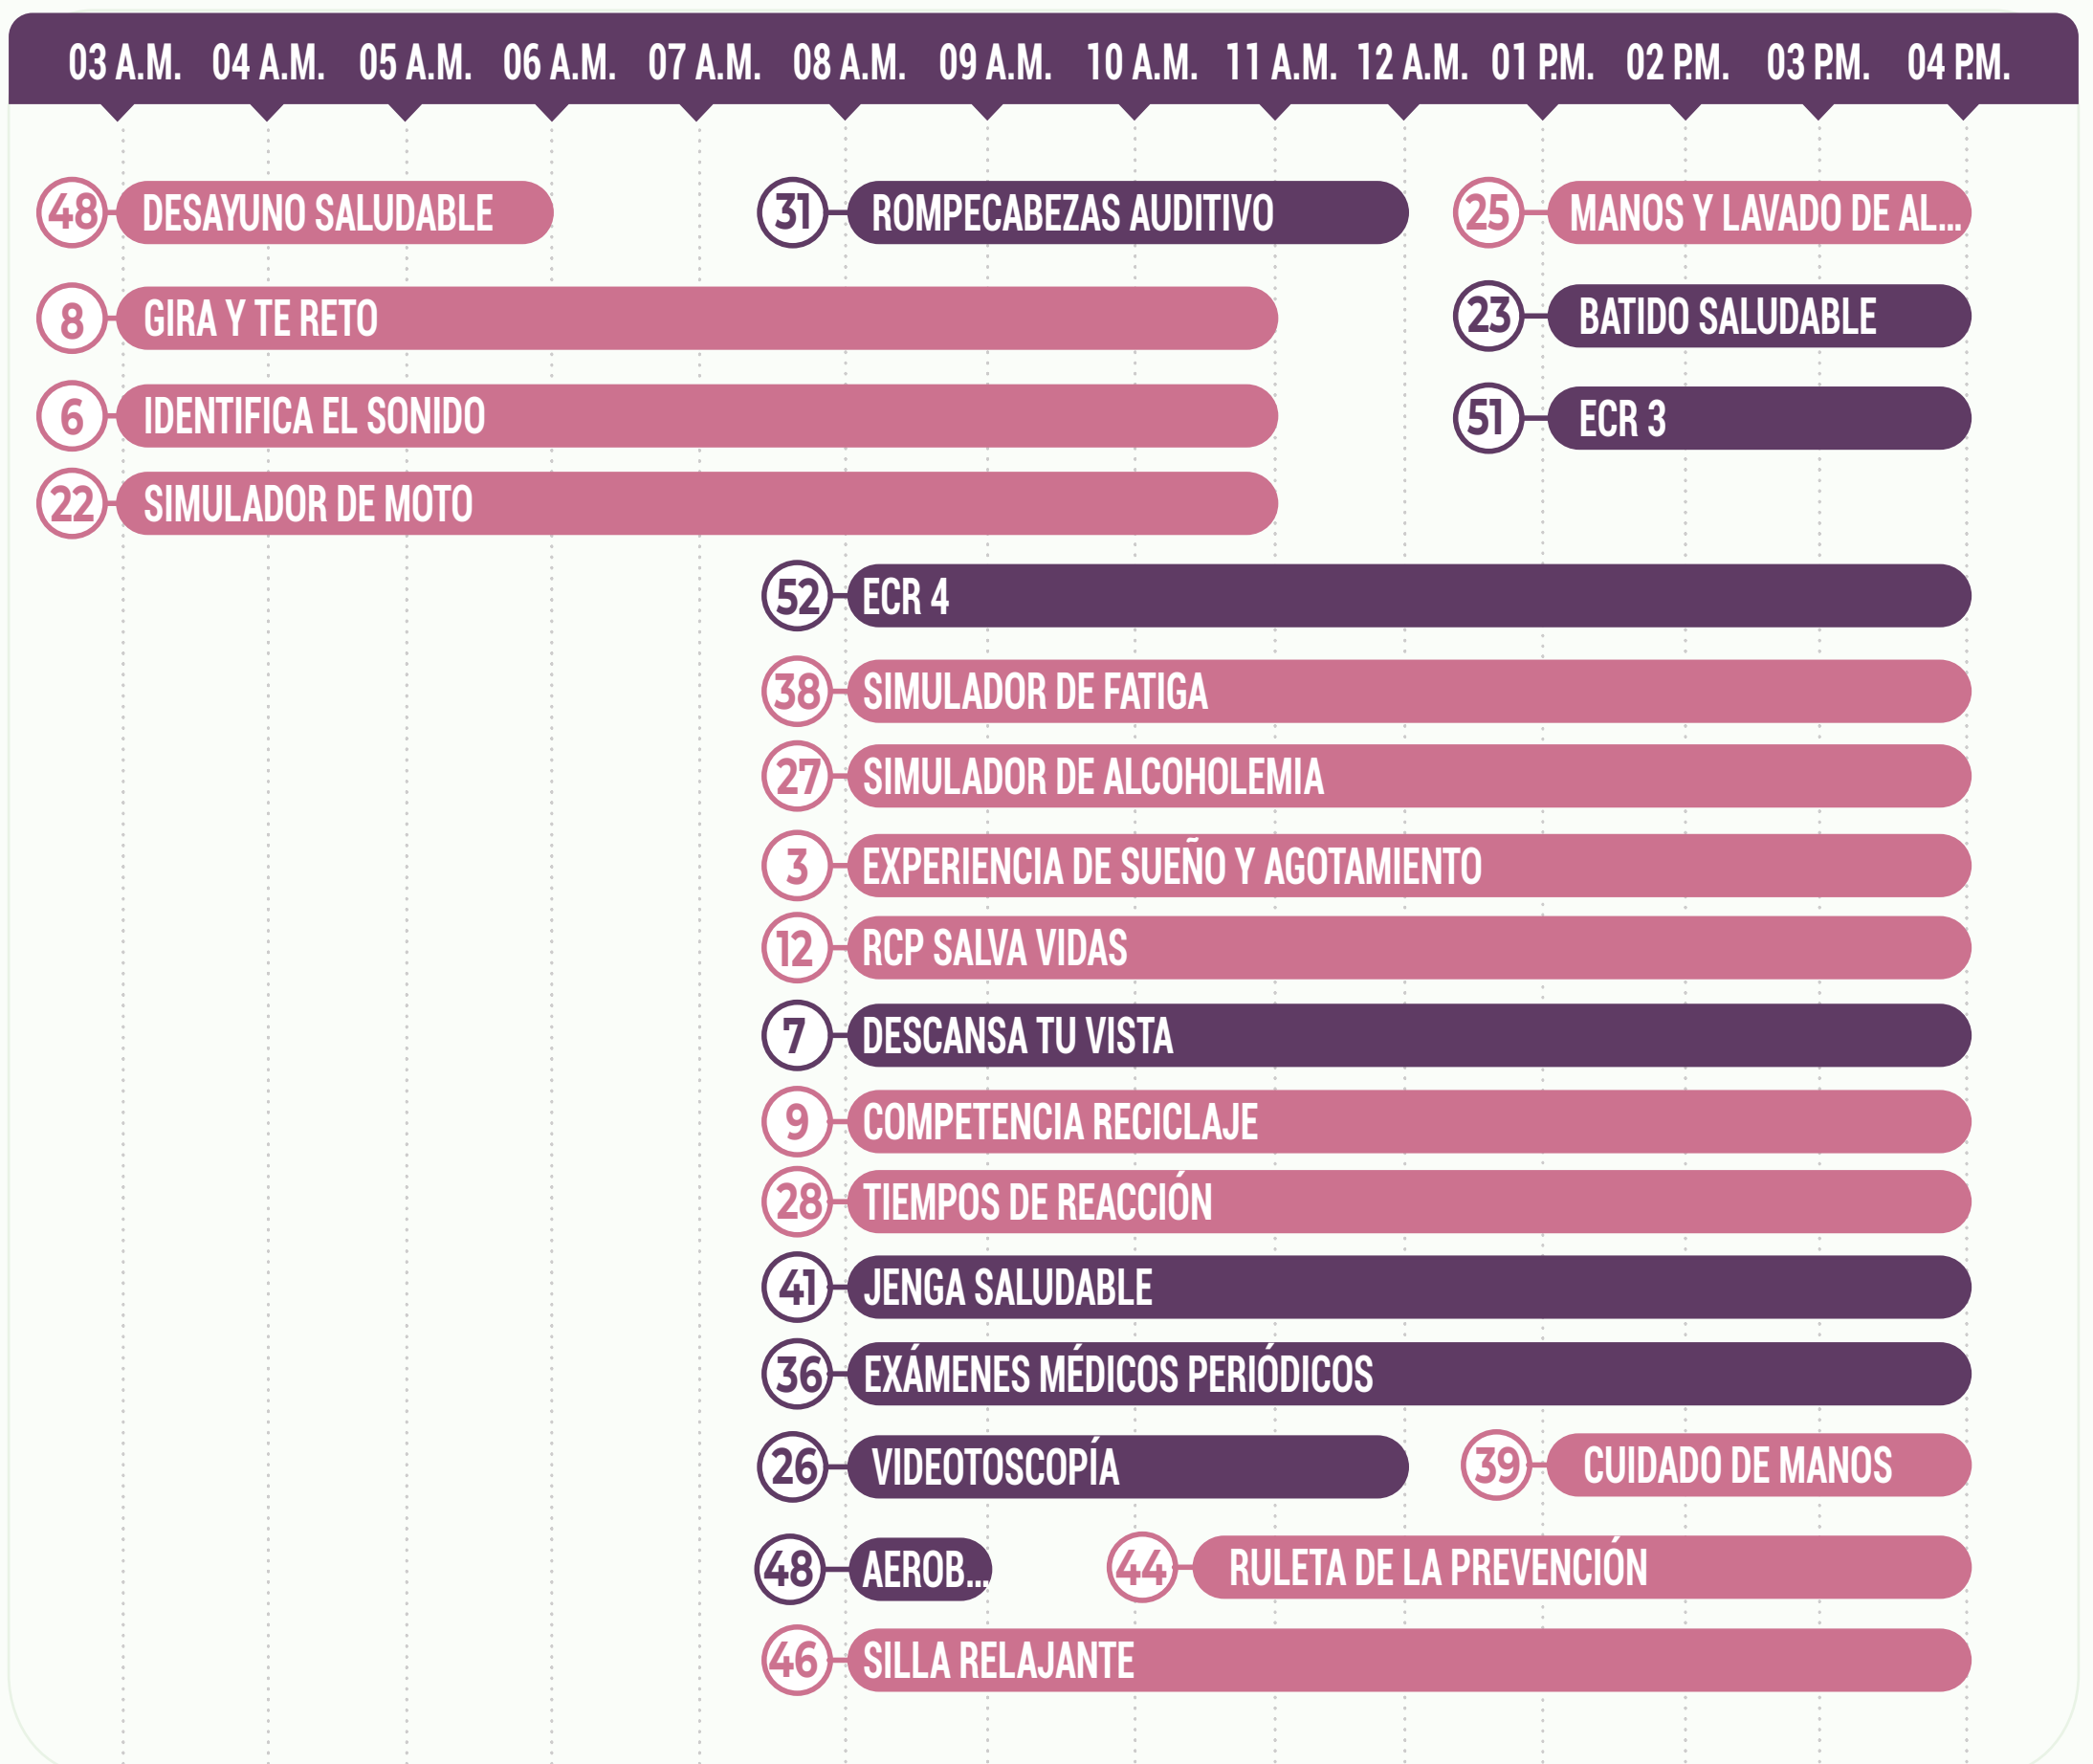 03 A.M. 04 A.M. 05 A.M. 06 A.M. 07 A.M. 08 A.M. 09 A.M. 10 A.M. 11 A.M. 12 A.M. 01 P.M. 02 P.M. 03 P.M. 04 P.M.
48 DESAYUNO SALUDABLE
31 ROMPECABEZAS AUDITIVO
25 MANOS Y LAVADO DE AL...
8 GIRA Y TE RETO
23 BATIDO SALUDABLE
6 IDENTIFICA EL SONIDO
51 ECR 3
22 SIMULADOR DE MOTO
52 ECR 4
38 SIMULADOR DE FATIGA
27 SIMULADOR DE ALCOHOLEMIA
3 EXPERIENCIA DE SUEÑO Y AGOTAMIENTO
12 RCP SALVA VIDAS
7 DESCANSA TU VISTA
9 COMPETENCIA RECICLAJE
28 TIEMPOS DE REACCIÓN
41 JENGA SALUDABLE
36 EXÁMENES MÉDICOS PERIÓDICOS
26 VIDEOTOSCOPÍA
39 CUIDADO DE MANOS
48 AEROB...
44 RULETA DE LA PREVENCIÓN
46 SILLA RELAJANTE